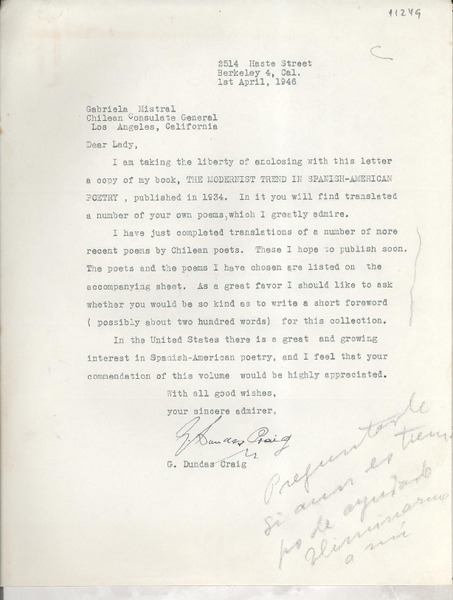 11249
2514 Haste Street
Berkeley 4, Cal.
1st April, 1946
Gabriela Mistral
Chilean Consulate General
Los Angeles, California
Dear Lady,
I am taking the liberty of enclosing with this letter
a copy of my book, THE MODERNIST TREND IN SPANISH-AMERICAN
POETRY , published in 1934. In it you will find translated
a number of your own poems,which I greatly admire.
I have just completed translations of a number of more
recent poems by Chilean poets. These I hope to publish soon.
The poets and the poems I have chosen are listed on the
accompanying sheet. As a great favor I should like to ask
whether you would be so kind as to write a short foreword
( possibly about two hundred words) for this collection.
In the United States there is a great and growing
interest in Spanish-American poetry, and I feel that your
commendation of this volume would be highly appreciated.
With all good wishes,
your sincere admirer,
G. Dundas Craig
G. Dundas Craig
Preguntarle
si aun es tiem
po de ayuda
a mí